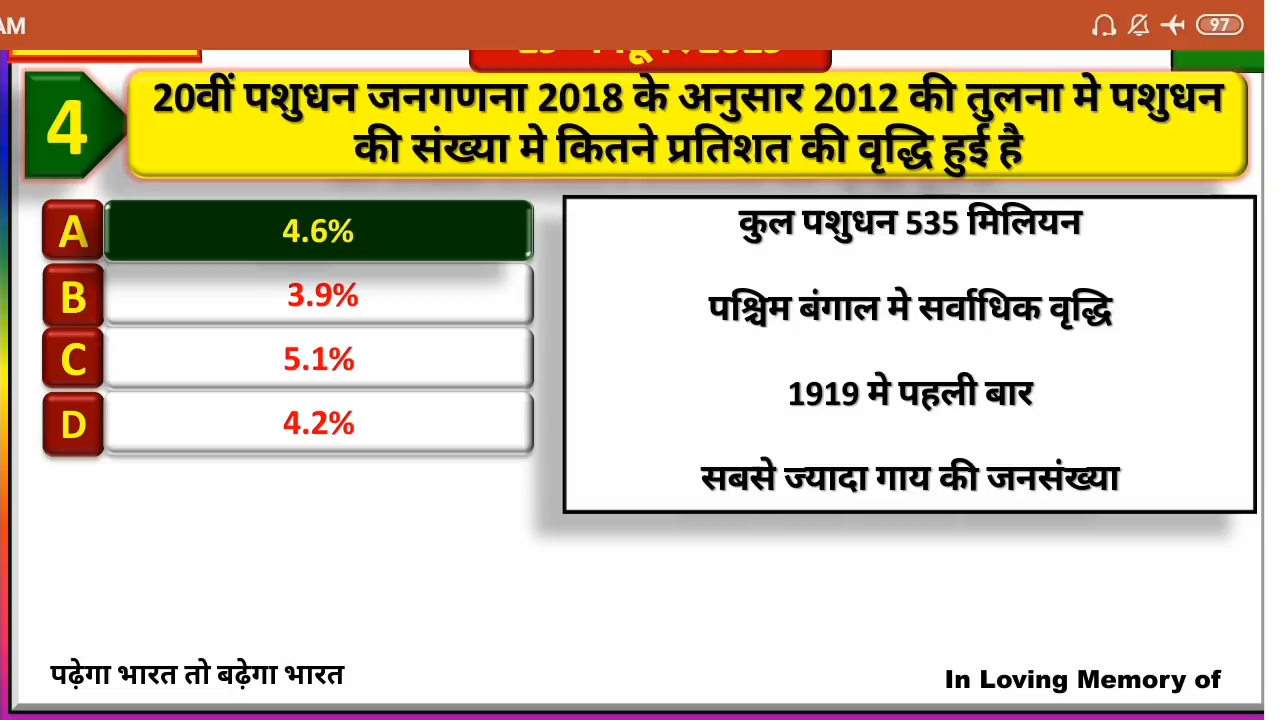 AM
97
4
20वीं पशुधन जनगणना 2018 के अनुसार 2012 की तुलना मे पशुधन
की संख्या मे कितने प्रतिशत की वृद्धि हुई है
A 4.6%
B 3.9%
C 5.1%
D 4.2%
कुल पशुधन 535 मिलियन
पश्चिम बंगाल मे सर्वाधिक वृद्धि
1919 मे पहली बार
सबसे ज्यादा गाय की जनसंख्या
पढ़ेगा भारत तो बढ़ेगा भारत
In Loving Memory of